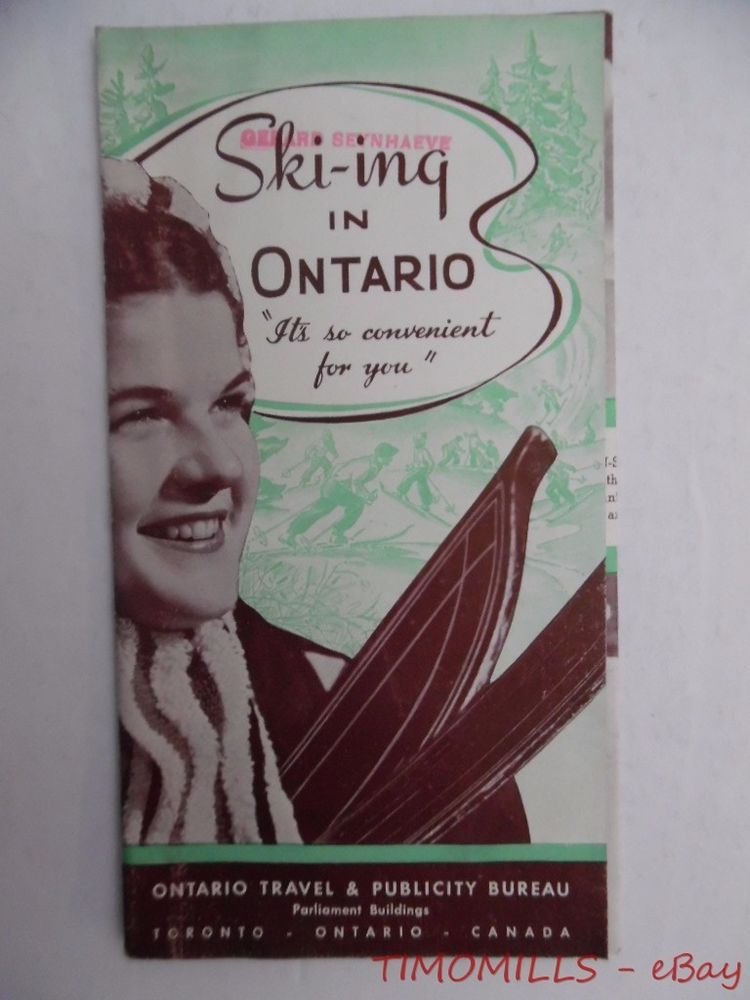 GERARD SEYNHAEVE
Ski-ing
IN
ONTARIO
"It's so convenient
for you"
ONTARIO TRAVEL & PUBLICITY BUREAU
Parliament Buildings
TORONTO - ONTARIO - CANADA
TIMOMILLS - eBay